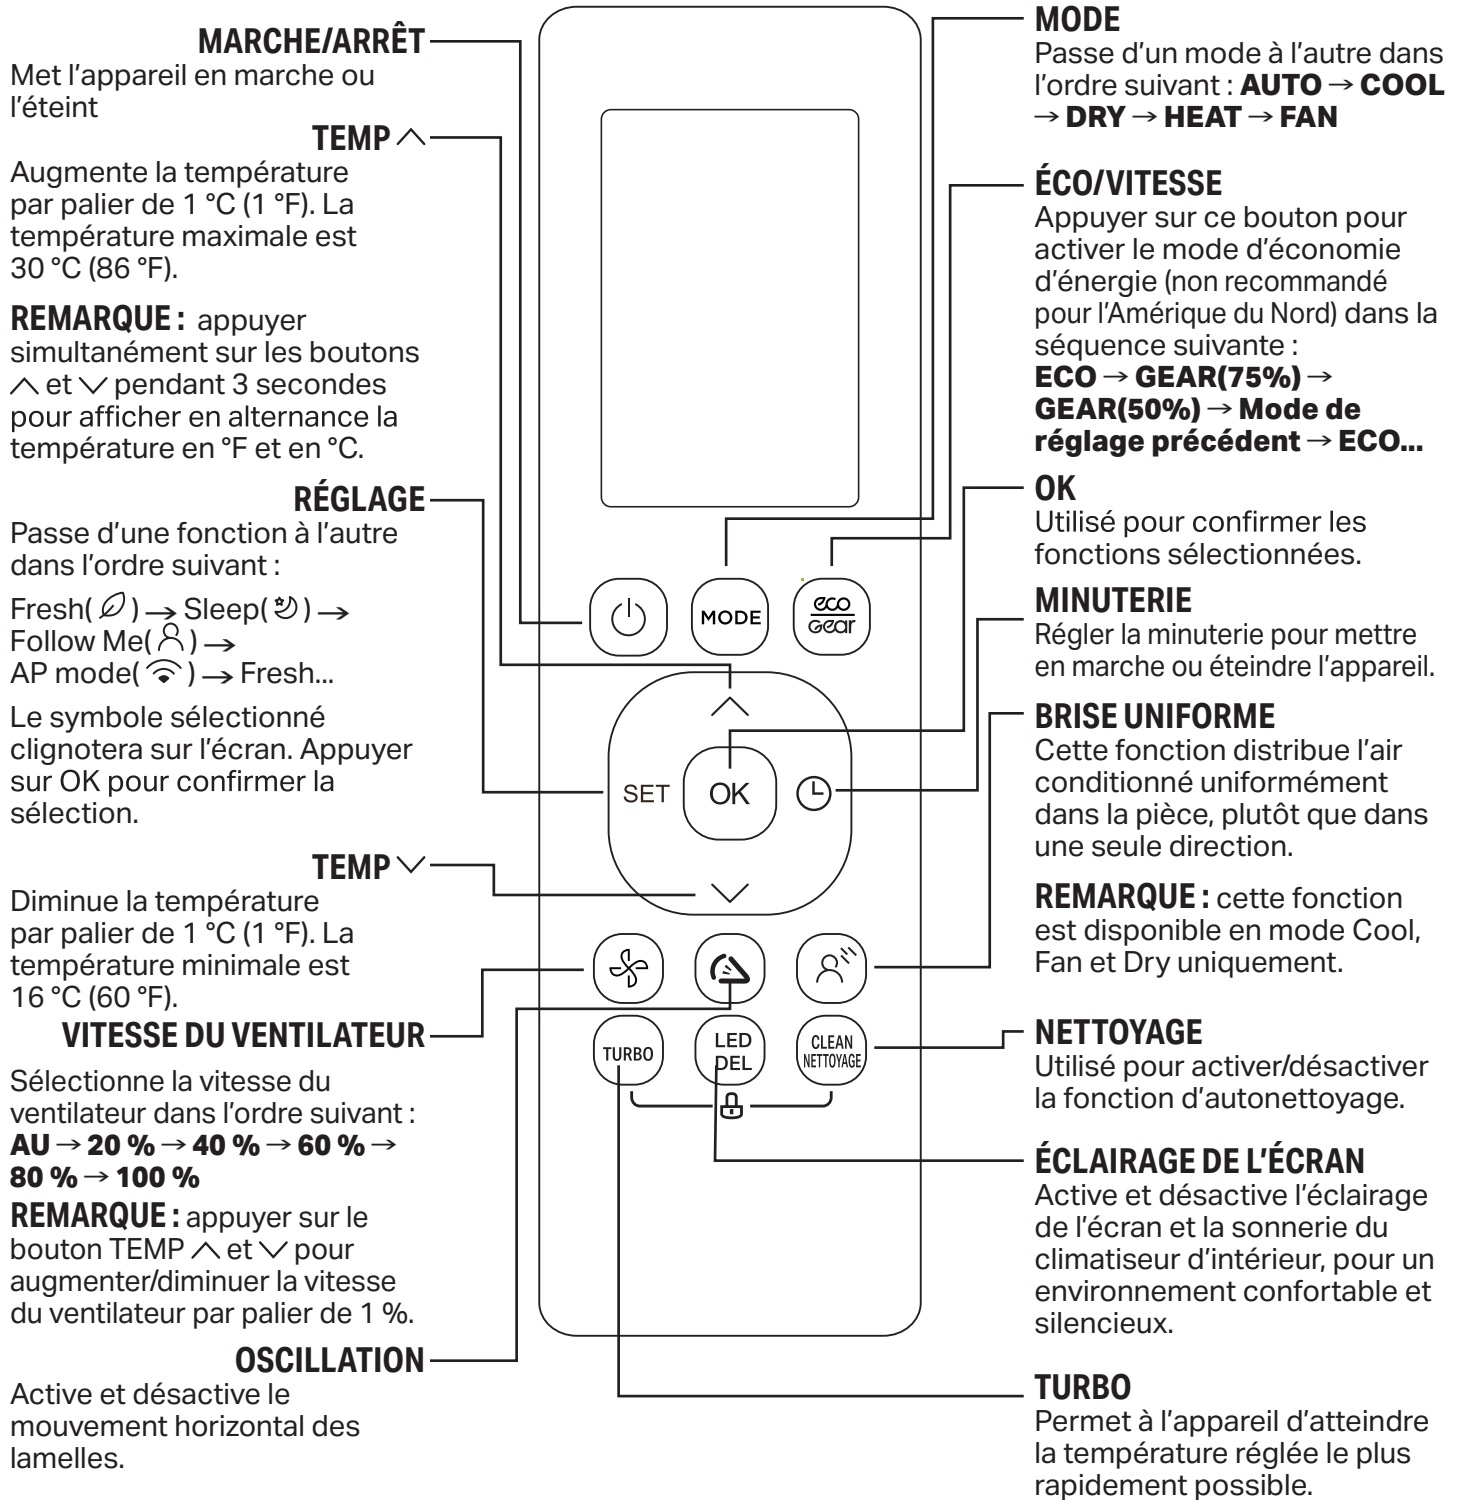 MARCHE/ARRÊT
Met l'appareil en marche ou
l'éteint
TEMP
Augmente la température
par palier de 1 °C (1 °F). La
température maximale est
30 °C (86 °F).
REMARQUE : appuyer
simultanément sur les boutons
et pendant 3 secondes
pour afficher en alternance la
température en °F et en °C.
RÉGLAGE
Passe d'une fonction à l'autre
dans l'ordre suivant :
Fresh( ) → Sleep( ) →
Follow Me( ) →
AP mode( ) → Fresh...
Le symbole sélectionné
clignotera sur l'écran. Appuyer
sur OK pour confirmer la
sélection.
TEMP
Diminue la température
par palier de 1 °C (1 °F). La
température minimale est
16 °C (60 °F).
VITESSE DU VENTILATEUR
Sélectionne la vitesse du
ventilateur dans l'ordre suivant :
AU → 20 % → 40 % → 60 % →
80 % → 100 %
REMARQUE : appuyer sur le
bouton TEMP et pour
augmenter/diminuer la vitesse
du ventilateur par palier de 1 %.
OSCILLATION
Active et désactive le
mouvement horizontal des
lamelles.
MODE
eco
Gear
SET
OK
TURBO
LED
DEL
CLEAN
NETTOYAGE
MODE
Passe d'un mode à l'autre dans
l'ordre suivant : AUTO → COOL
→ DRY → HEAT → FAN
ÉCO/VITESSE
Appuyer sur ce bouton pour
activer le mode d'économie
d'énergie (non recommandé
pour l'Amérique du Nord) dans la
séquence suivante :
ECO → GEAR(75%) →
GEAR(50%) → Mode de
réglage précédent → ECO...
OK
Utilisé pour confirmer les
fonctions sélectionnées.
MINUTERIE
Régler la minuterie pour mettre
en marche ou éteindre l'appareil.
BRISE UNIFORME
Cette fonction distribue l'air
conditionné uniformément
dans la pièce, plutôt que dans
une seule direction.
REMARQUE : cette fonction
est disponible en mode Cool,
Fan et Dry uniquement.
NETTOYAGE
Utilisé pour activer/désactiver
la fonction d'autonettoyage.
ÉCLAIRAGE DE L'ÉCRAN
Active et désactive l'éclairage
de l'écran et la sonnerie du
climatiseur d'intérieur, pour un
environnement confortable et
silencieux.
TURBO
Permet à l'appareil d'atteindre
la température réglée le plus
rapidement possible.